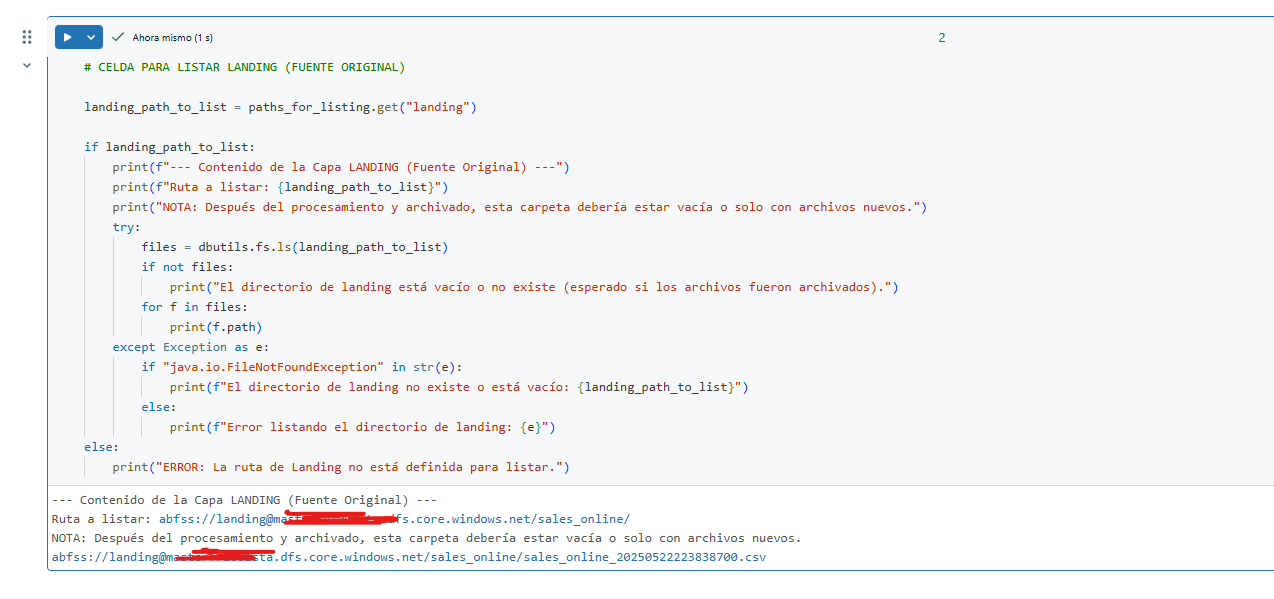 Ahora mismo (1 s)
2
# CELDA PARA LISTAR LANDING (FUENTE ORIGINAL)
landing_path_to_list = paths_for_listing.get("landing")
if landing_path_to_list:
print(f"--- Contenido de la Capa LANDING (Fuente Original) ---")
print(f"Ruta a listar: {landing_path_to_list}")
print("NOTA: Después del procesamiento y archivado, esta carpeta debería estar vacía o solo con archivos nuevos.")
try:
files = dbutils.fs.ls(landing_path_to_list)
if not files:
print("El directorio de landing está vacío o no existe (esperado si los archivos fueron archivados).")
for f in files:
print(f.path)
except Exception as e:
if "java.io.FileNotFoundException" in str(e):
print(f"El directorio de landing no existe o está vacío: {landing_path_to_list}")
else:
print(f"Error listando el directorio de landing: {e}")
else:
print("ERROR: La ruta de Landing no está definida para listar.")
--- Contenido de la Capa LANDING (Fuente Original) ---
Ruta a listar: abfss://landing@ fs.core.windows.net/sales_online/
NOTA: Después del procesamiento y archivado, esta carpeta debería estar vacía o solo con archivos nuevos.
abfss://landing@ .dfs.core.windows.net/sales_online/sales_online_20250522223838700.csv